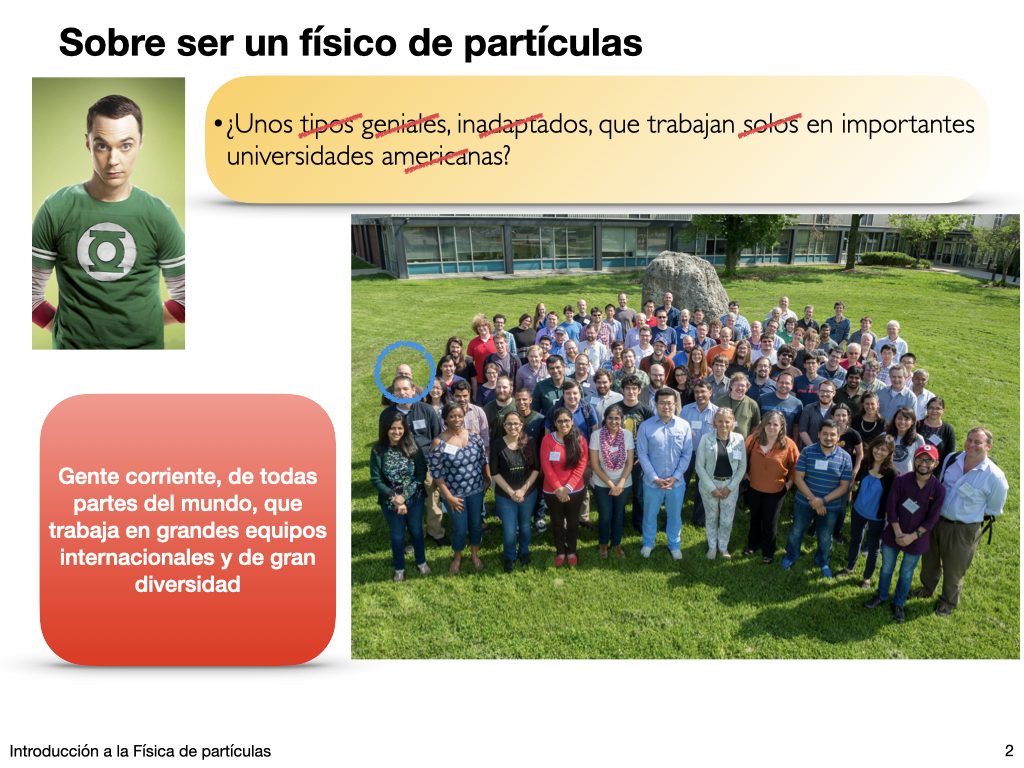 Sobre ser un físico de partículas
•¿Unos tipos geniales, inadaptados, que trabajan solos en importantes
universidades americanas?
Gente corriente, de todas
partes del mundo, que
trabaja en grandes equipos
internacionales y de gran
diversidad
Introducción a la Física de partículas
2